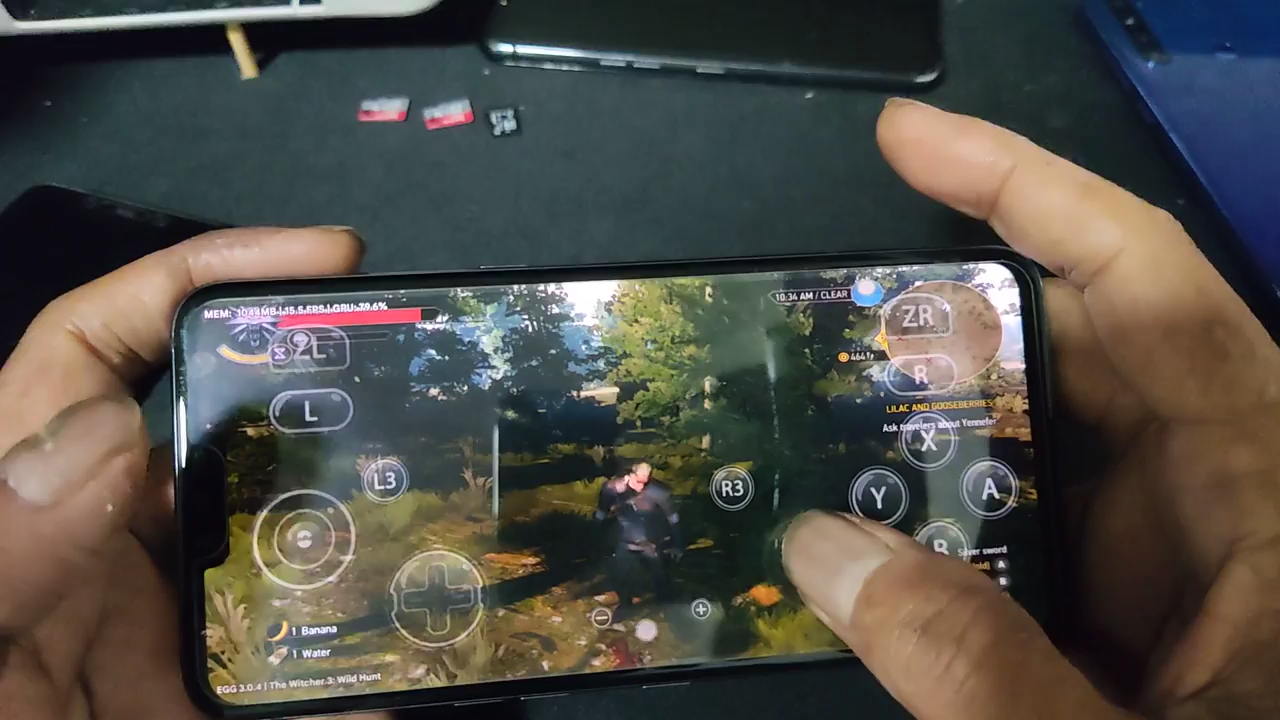 MEM: 1044MB | 15.5 FPS | GPU: 79.6%
10:34 AM / CLEAR
ZL
ZR
464
R
L
LILAC AND GOOSEBERRIES
Ask travelers about Yennefer
X
L3
R3
Y
A
B
Silver sword
A
B
1 Banana
1 Water
EGG 3.0.4 | The Witcher 3: Wild Hunt